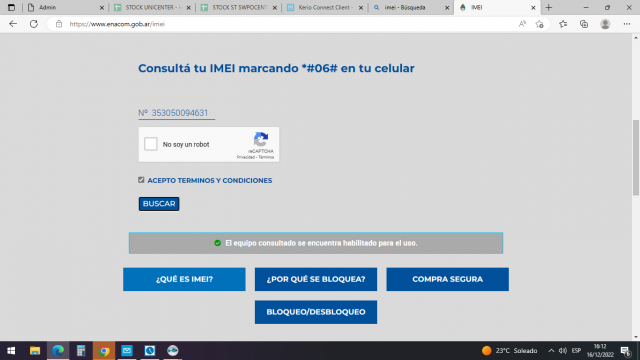 Admin
STOCK UNICENTER -
STOCK ST SWPOCENT
Kerio Connect Client -
imei - Búsqueda
IMEI
https://www.enacom.gob.ar/imei
Consultá tu IMEI marcando *#06# en tu celular
Nº 353050094631
No soy un robot
reCAPTCHA
Privacidad - Términos
ACEPTO TERMINOS Y CONDICIONES
BUSCAR
El equipo consultado se encuentra habilitado para el uso.
¿QUÉ ES IMEI?
¿POR QUÉ SE BLOQUEA?
COMPRA SEGURA
BLOQUEO/DESBLOQUEO
23°C Soleado
ESP
16:12
16/12/2022